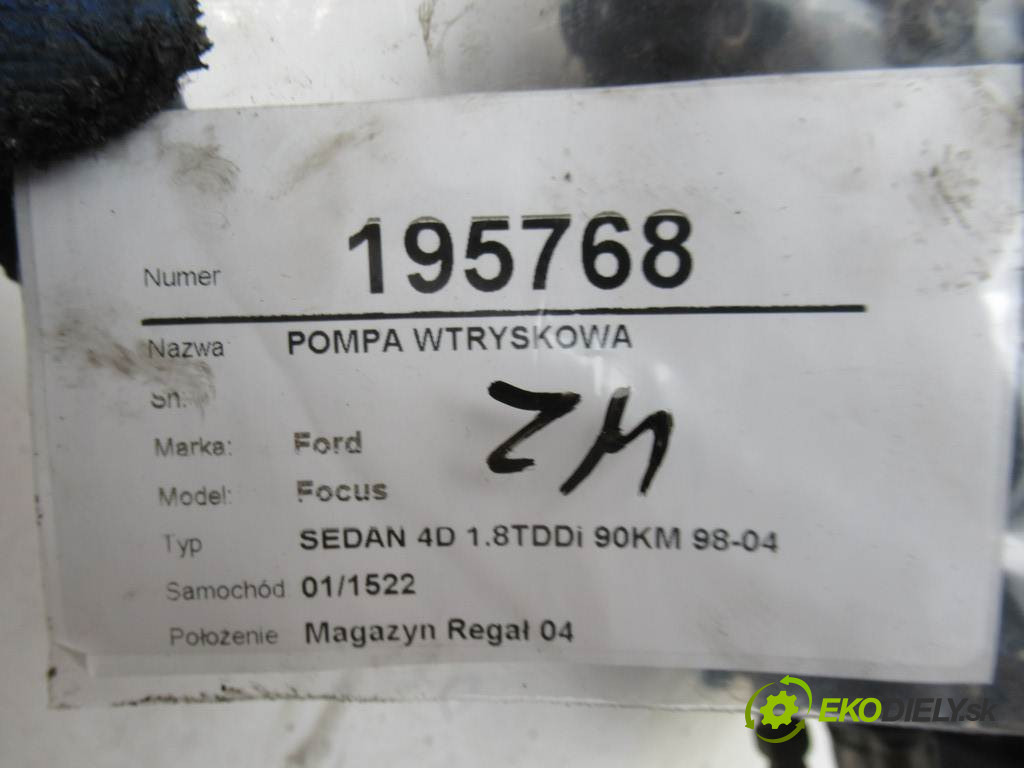 Numer 195768
Nazwa POMPA WTRYSKOWA
Sn.
Marka: Ford
Model: Focus
Typ SEDAN 4D 1.8TDDi 90KM 98-04
Samochód 01/1522
Położenie Magazyn Regał 04
EKODIELY.sk